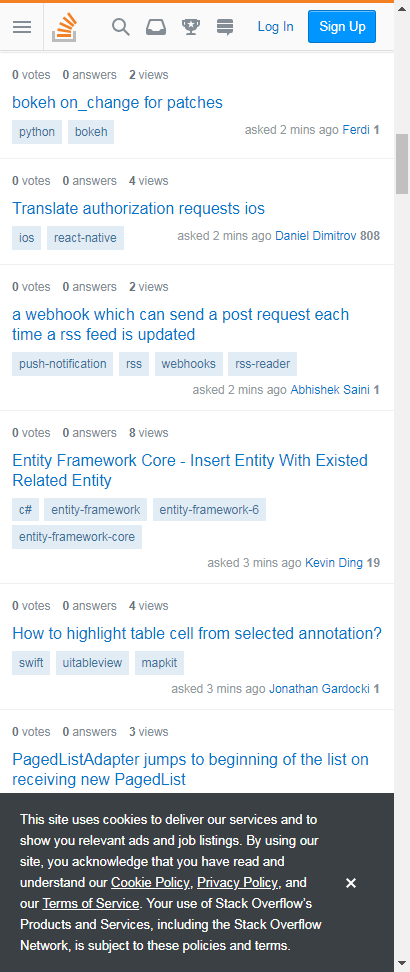 Log In Sign Up
0 votes 0 answers 2 views
bokeh on_change for patches
python bokeh
asked 2 mins ago Ferdi 1
0 votes 0 answers 4 views
Translate authorization requests ios
ios react-native
asked 2 mins ago Daniel Dimitrov 808
0 votes 0 answers 2 views
a webhook which can send a post request each
time a rss feed is updated
push-notification rss webhooks rss-reader
asked 2 mins ago Abhishek Saini 1
0 votes 0 answers 8 views
Entity Framework Core - Insert Entity With Existed
Related Entity
c# entity-framework entity-framework-6
entity-framework-core
asked 3 mins ago Kevin Ding 19
0 votes 0 answers 4 views
How to highlight table cell from selected annotation?
swift uitableview mapkit
asked 3 mins ago Jonathan Gardocki 1
0 votes 0 answers 3 views
PagedListAdapter jumps to beginning of the list on
receiving new PagedList
This site uses cookies to deliver our services and to
show you relevant ads and job listings. By using our
site, you acknowledge that you have read and
understand our Cookie Policy, Privacy Policy, and
our Terms of Service. Your use of Stack Overflow's
Products and Services, including the Stack Overflow
Network, is subject to these policies and terms.